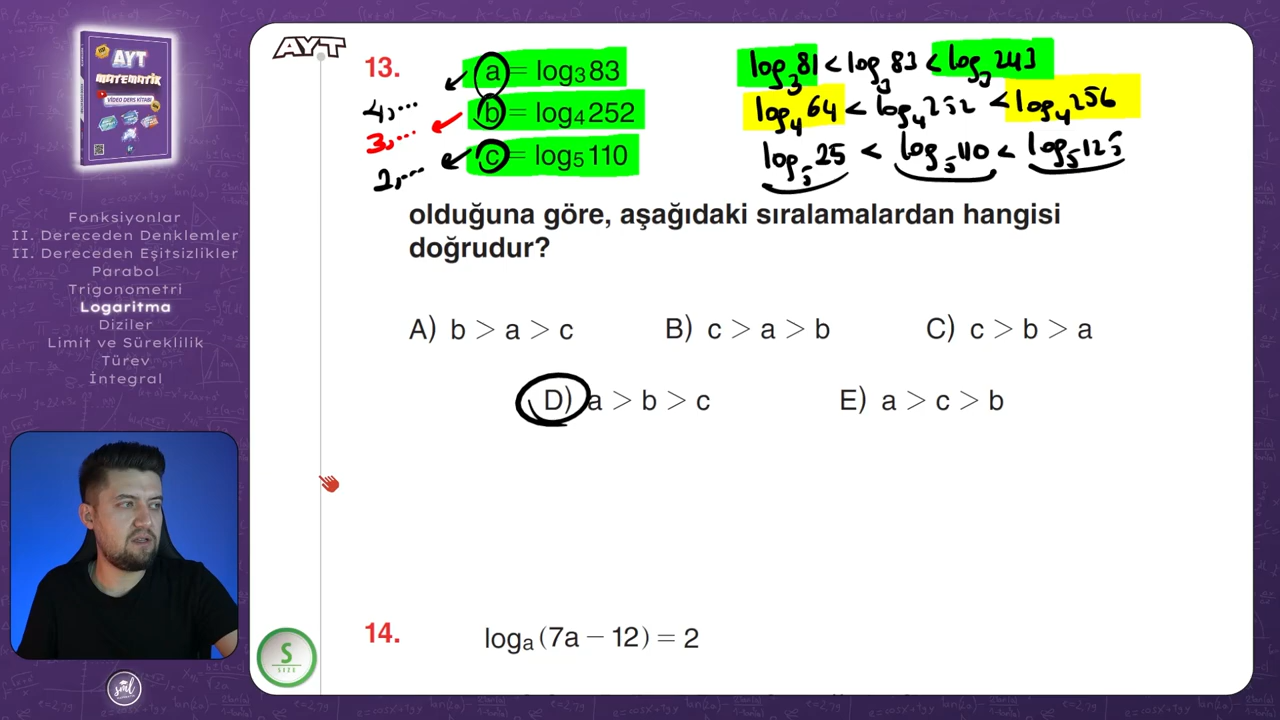 AYT
MATEMATİK
VİDEO DERS KİTABI
Fonksiyonlar
II. Dereceden Denklemler
II. Dereceden Eşitsizlikler
Parabol
Trigonometri
Logaritma
Diziler
Limit ve Süreklilik
Türev
İntegral
sml
AYT
13. a = log₃83
4,...
b = log₄252
3,...
c = log₅110
2,...
log₃81 < log₃83 < log₃243
log₄64 < log₄252 < log₄256
log₅25 < log₅110 < log₅125
olduğuna göre, aşağıdaki sıralamalardan hangisi
doğrudur?
A) b > a > c B) c > a > b C) c > b > a
D) a > b > c E) a > c > b
S
SIZE
14. logₐ(7a − 12) = 2